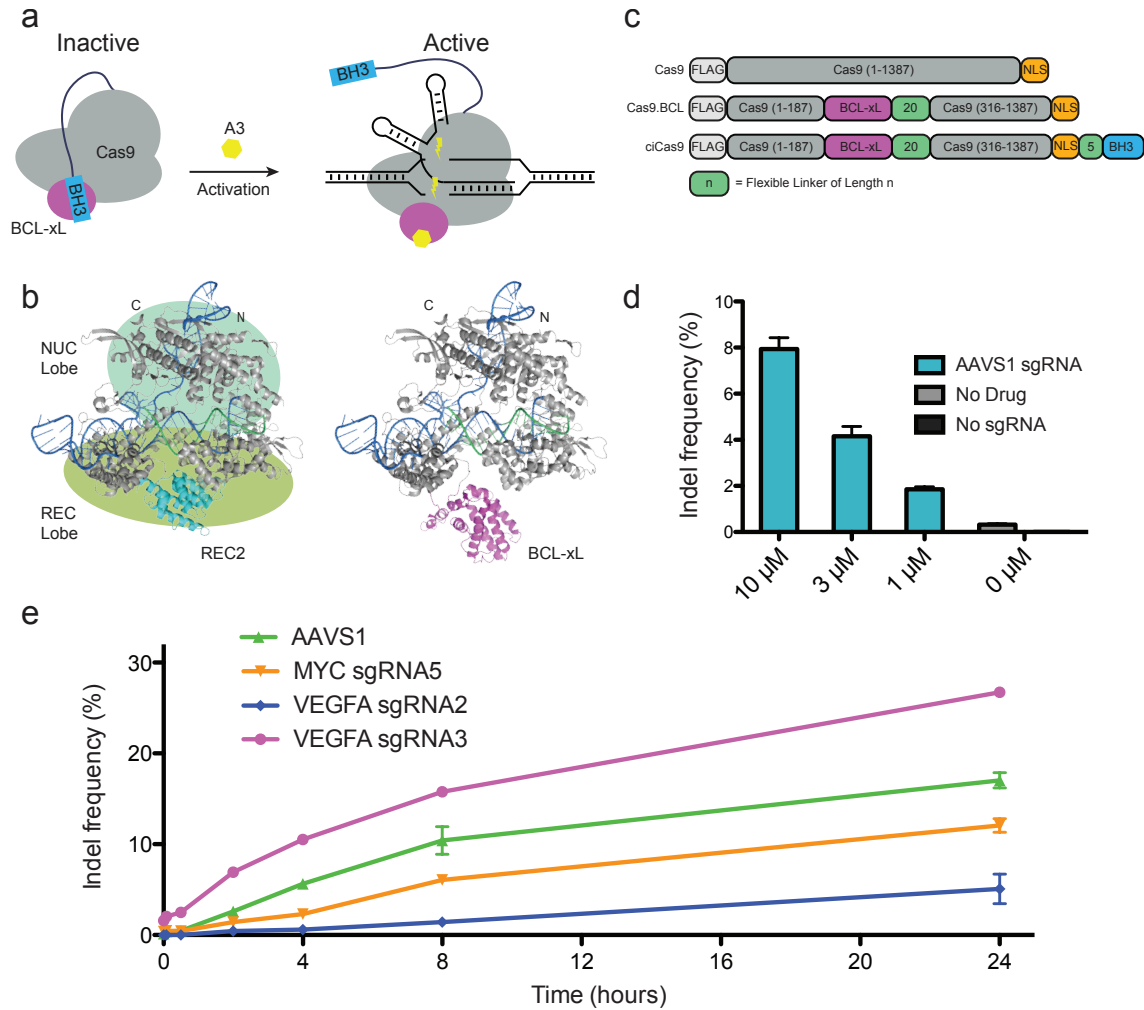 a
Inactive
Active
BH3
A3
Cas9
Activation
BH3
BCL-xL
c
Cas9 FLAG Cas9 (1-1387) NLS
Cas9.BCL FLAG Cas9 (1-187) BCL-xL 20 Cas9 (316-1387) NLS
ciCas9 FLAG Cas9 (1-187) BCL-xL 20 Cas9 (316-1387) NLS 5 BH3
n = Flexible Linker of Length n
b
C
N
NUC
Lobe
REC
Lobe
REC2
C
N
BCL-xL
d
Indel frequency (%)
10
8
6
4
2
0
AAVS1 sgRNA
No Drug
No sgRNA
10 µM
3 µM
1 µM
0 µM
e
AAVS1
MYC sgRNA5
VEGFA sgRNA2
VEGFA sgRNA3
Indel frequency (%)
30
20
10
0
0 4 8 12 16 20 24
Time (hours)